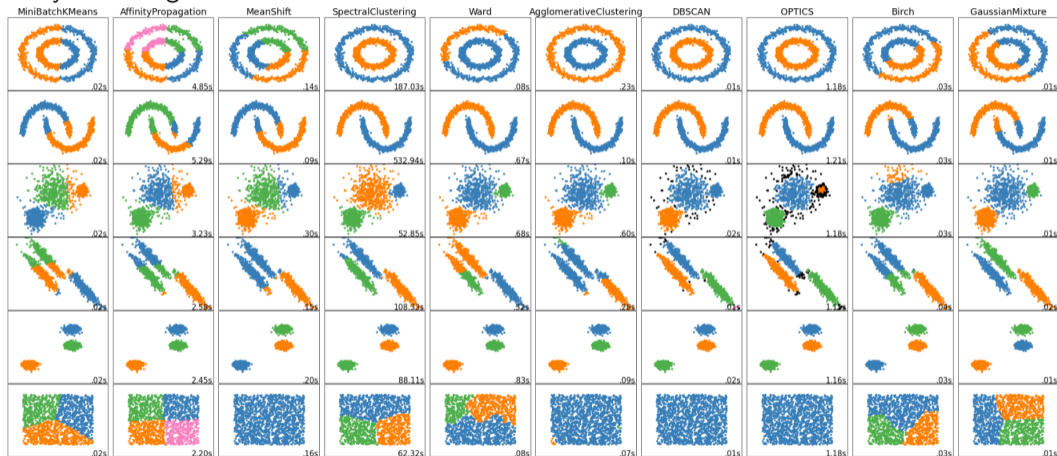 MiniBatchKMeans AffinityPropagation MeanShift SpectralClustering Ward AgglomerativeClustering DBSCAN OPTICS Birch GaussianMixture
.02s 4.85s .14s 187.03s .08s .23s .01s 1.18s .03s .01s
.02s 5.29s .09s 532.94s .67s .10s .01s 1.21s .03s .01s
.02s 3.23s .30s 52.85s .68s .60s .02s 1.18s .01s
.02s .01s .04s .02s
.02s 2.45s .20s 88.11s .83s .09s .02s 1.16s .03s .01s
.02s 2.20s .16s 62.32s .08s .07s .01s 1.18s .03s .01s